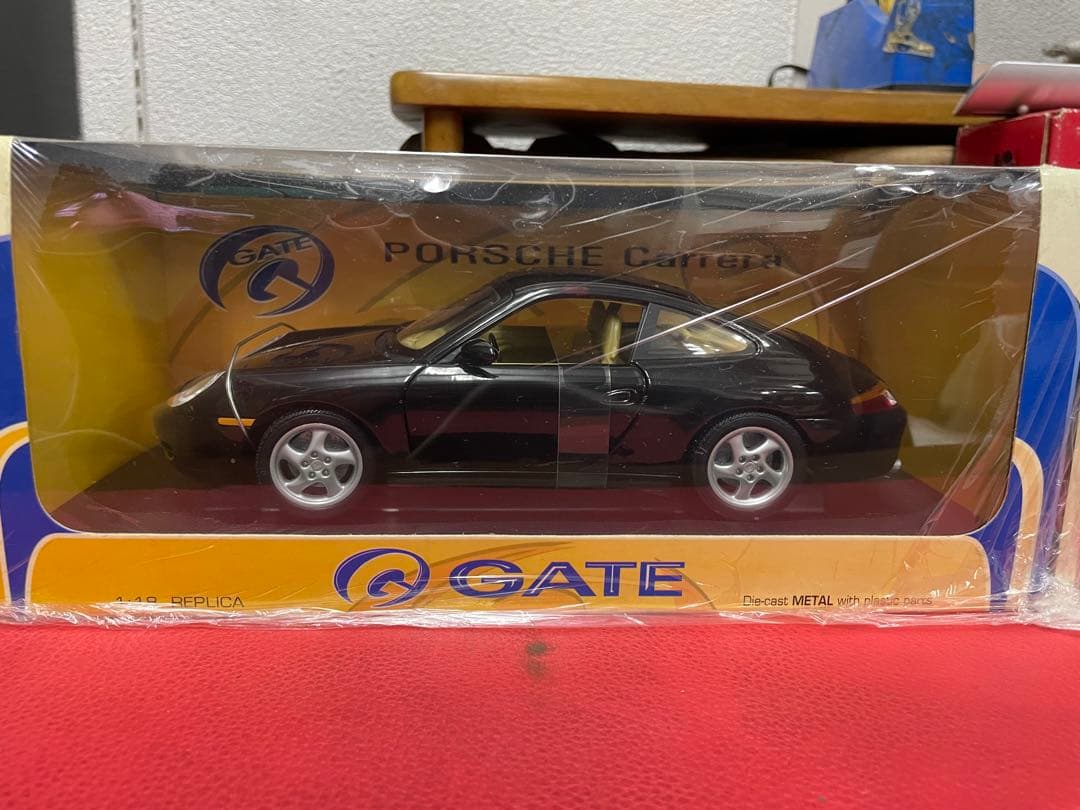 GATE
PORSCHE Carrera
GATE
1:18 REPLICA
Die-cast METAL with plastic parts